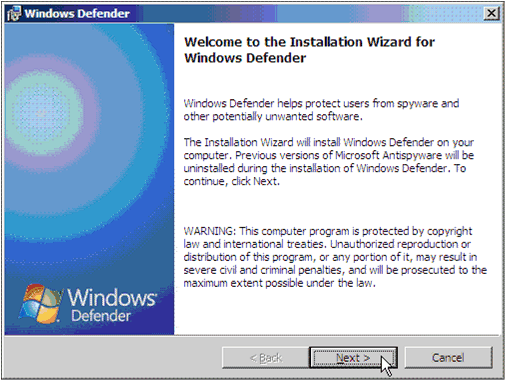 Windows Defender
Welcome to the Installation Wizard for
Windows Defender
Windows Defender helps protect users from spyware and
other potentially unwanted software.
The Installation Wizard will install Windows Defender on your
computer. Previous versions of Microsoft Antispyware will be
uninstalled during the installation of Windows Defender. To
continue, click Next.
WARNING: This computer program is protected by copyright
law and international treaties. Unauthorized reproduction or
distribution of this program, or any portion of it, may result in
severe civil and criminal penalties, and will be prosecuted to the
maximum extent possible under the law.
Windows
Defender
< Back
Next >
Cancel